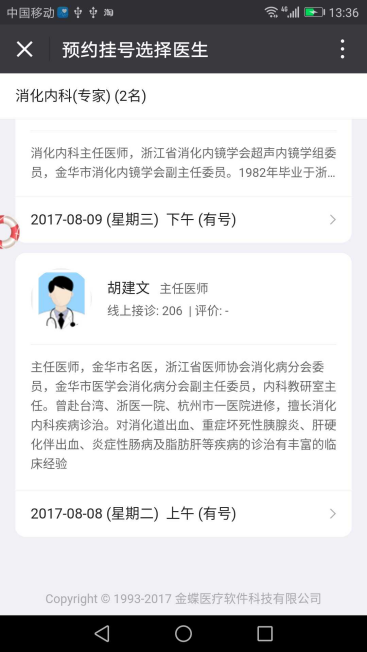 中国移动 淘 4G 13:36
预约挂号选择医生
消化内科(专家) (2名)
消化内科主任医师，浙江省消化内镜学会超声内镜学组委
员，金华市消化内镜学会副主任委员。1982年毕业于浙...
2017-08-09 (星期三) 下午 (有号)
胡建文 主任医师
线上接诊: 206 | 评价: -
主任医师，金华市名医，浙江省医师协会消化病分会委
员，金华市医学会消化病分会副主任委员，内科教研室主
任。曾赴台湾、浙医一院、杭州市一医院进修，擅长消化
内科疾病诊治。对消化道出血、重症坏死性胰腺炎、肝硬
化伴出血、炎症性肠病及脂肪肝等疾病的诊治有丰富的临
床经验
2017-08-08 (星期二) 上午 (有号)
Copyright © 1993-2017 金蝶医疗软件科技有限公司